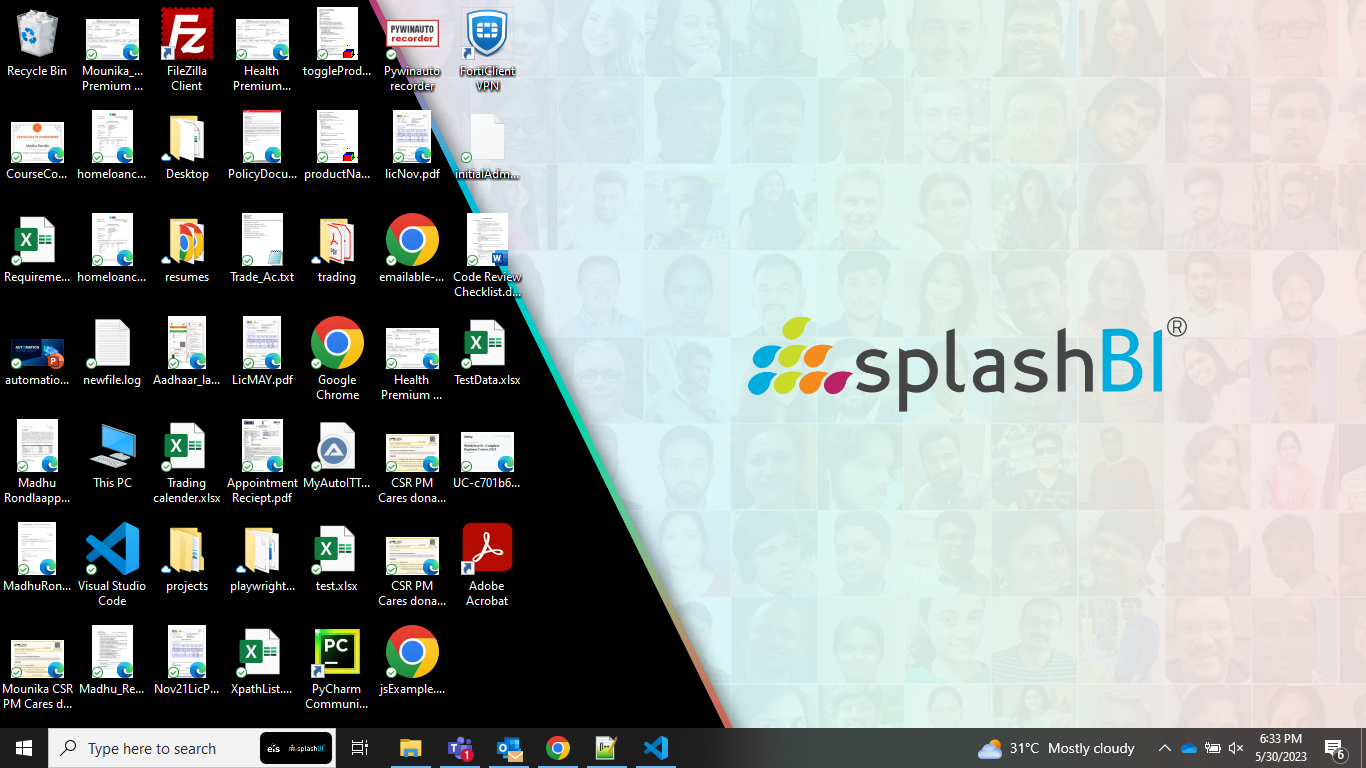 Recycle Bin
Mounika_...
Premium ...
FileZilla
Client
Health
Premium...
toggleProd...
PYWINAUTO
recorder
Pywinauto
recorder
FortiClient
VPN
CourseCo...
homeloanc...
Desktop
PolicyDocu...
productNa...
licNov.pdf
initialAdm...
Requireme...
homeloanc...
resumes
Trade_Ac.txt
trading
emailable-...
Code Review
Checklist.d...
automatio...
newfile.log
Aadhaar_la...
LicMAY.pdf
Google
Chrome
Health
Premium ...
TestData.xlsx
splashBI®
Madhu
Rondlaapp...
This PC
Trading
calender.xlsx
Appointment
Reciept.pdf
MyAutoITT...
CSR PM
Cares dona...
UC-c701b6...
MadhuRon...
Visual Studio
Code
projects
playwright...
test.xlsx
CSR PM
Cares dona...
Adobe
Acrobat
Mounika CSR
PM Cares d...
Madhu_Re...
Nov21LicP...
XpathList....
PC
PyCharm
Communi...
jsExample....
Type here to search
eis splashBI
1
31°C Mostly cloudy
6:33 PM
5/30/2023
6